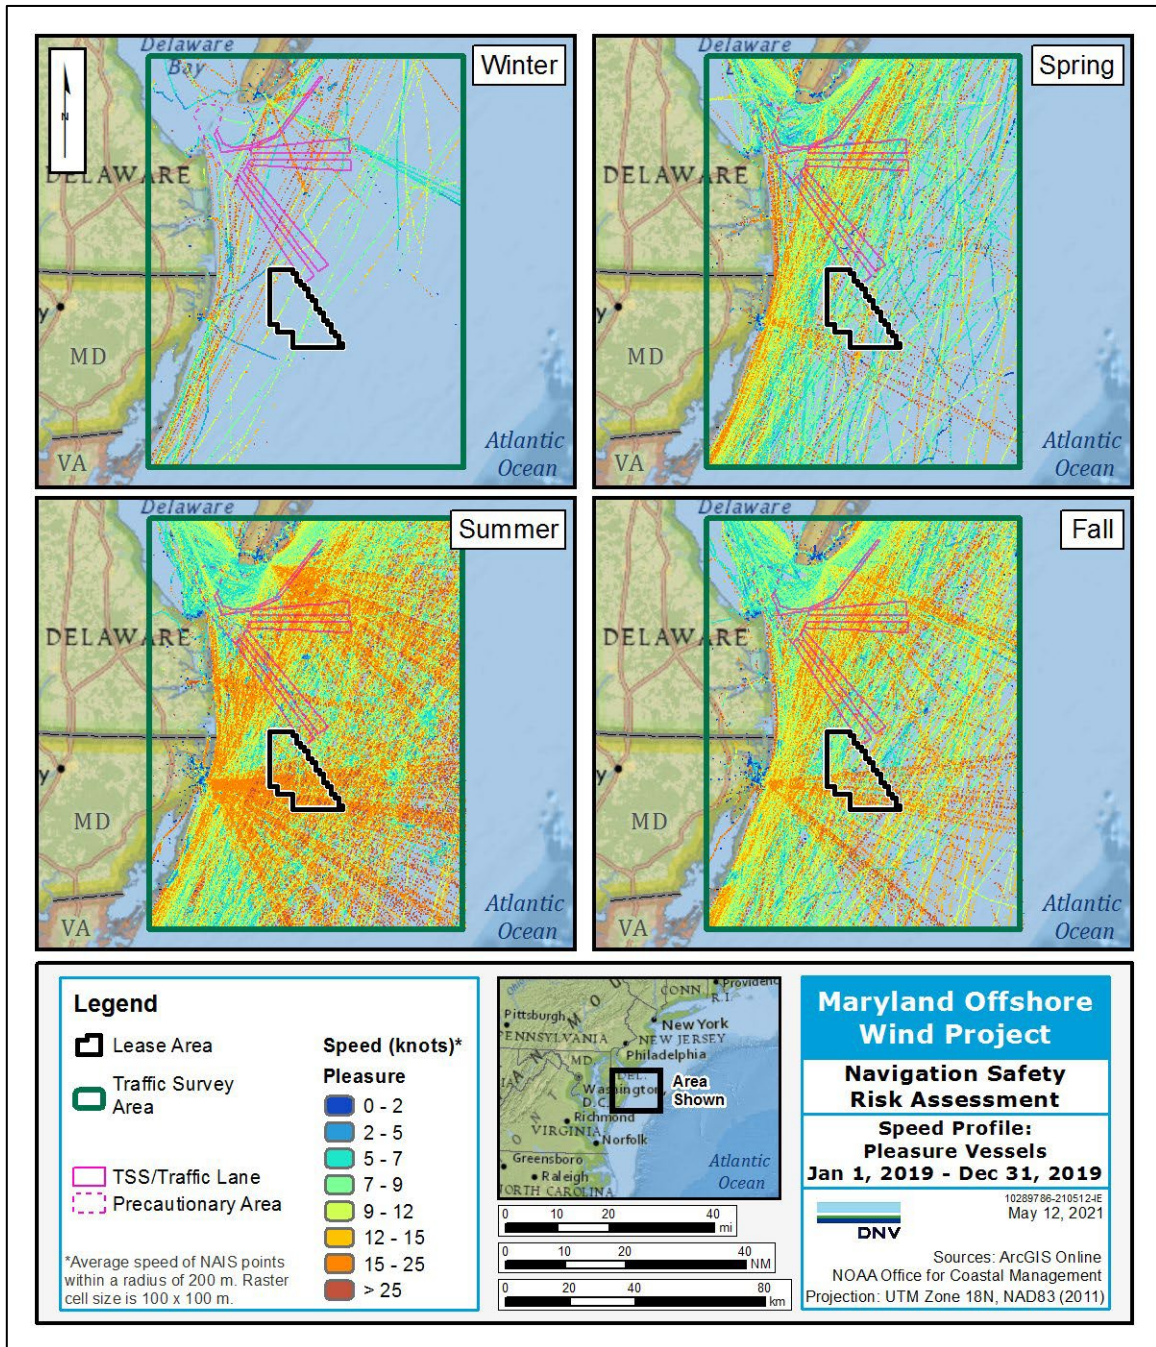 Delaware
Bay
Winter
N
DELAWARE
y
MD
VA
Atlantic
Ocean
Delaware
Spring
DELAWARE
y
MD
VA
Atlantic
Ocean
Delaware
Summer
DELAWARE
y
MD
VA
Atlantic
Ocean
Delaware
Fall
DELAWARE
y
MD
VA
Atlantic
Ocean
Legend
Lease Area
Traffic Survey
Area
TSS/Traffic Lane
Precautionary Area
*Average speed of NAIS points
within a radius of 200 m. Raster
cell size is 100 x 100 m.
Speed (knots)*
Pleasure
0 - 2
2 - 5
5 - 7
7 - 9
9 - 12
12 - 15
15 - 25
> 25
Ohio
CONN.
Providenc
R.I.
Pittsburgh
New York
PENNSYLVANIA
NEW JERSEY
Philadelphia
MD.
DEL.
Washington,
D.C.
Area
Shown
Richmond
VIRGINIA
Norfolk
Greensboro
Raleigh
NORTH CAROLINA
Atlantic
Ocean
0 10 20 40
mi
0 10 20 40
NM
0 20 40 80
km
Maryland Offshore
Wind Project
Navigation Safety
Risk Assessment
Speed Profile:
Pleasure Vessels
Jan 1, 2019 - Dec 31, 2019
10289786-210512-IE
May 12, 2021
DNV
Sources: ArcGIS Online
NOAA Office for Coastal Management
Projection: UTM Zone 18N, NAD83 (2011)